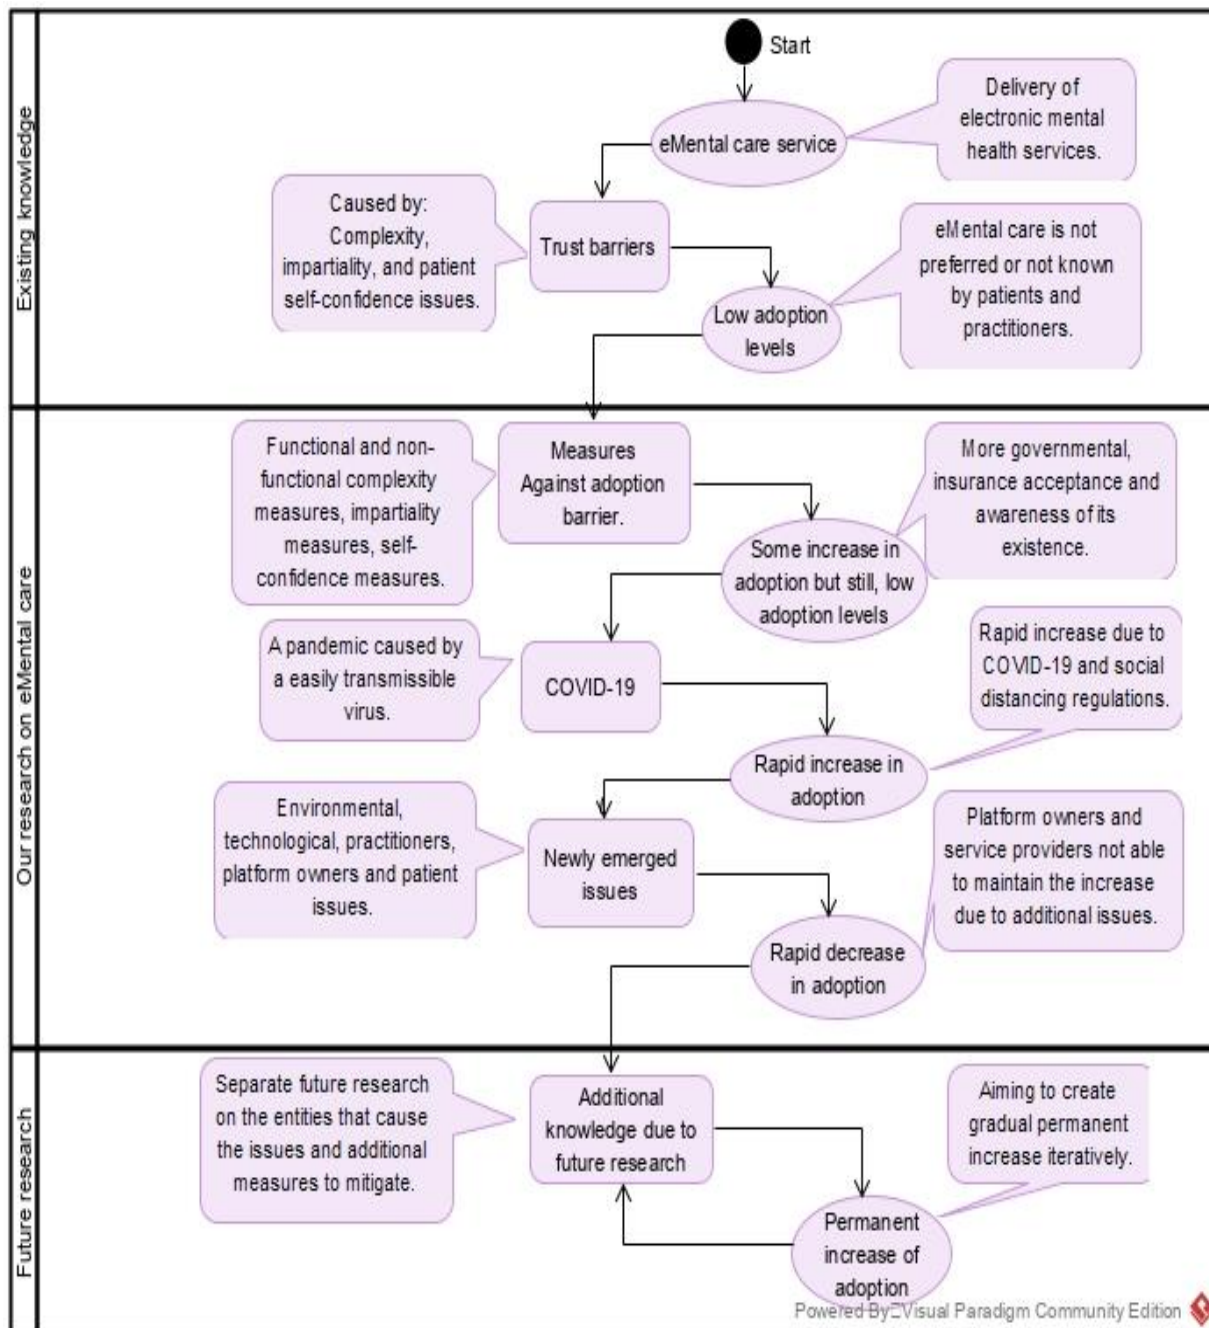 Existing knowledge
Start
eMental care service
Delivery of
electronic mental
health services.
Caused by:
Complexity,
impartiality, and patient
self-confidence issues.
Trust barriers
eMental care is not
preferred or not known
by patients and
practitioners.
Low adoption
levels
Our research on eMental care
Functional and non-
functional complexity
measures, impartiality
measures, self-
confidence measures.
Measures
Against adoption
barrier.
More governmental,
insurance acceptance and
awareness of its
existence.
Some increase in
adoption but still, low
adoption levels
A pandemic caused by
a easily transmissible
virus.
COVID-19
Rapid increase due to
COVID-19 and social
distancing regulations.
Rapid increase in
adoption
Environmental,
technological, practitioners,
platform owners and patient
issues.
Newly emerged
issues
Platform owners and
service providers not able
to maintain the increase
due to additional issues.
Rapid decrease
in adoption
Future research
Separate future research
on the entities that cause
the issues and additional
measures to mitigate.
Additional
knowledge due to
future research
Aiming to create
gradual permanent
increase iteratively.
Permanent
increase of
adoption
Powered By Visual Paradigm Community Edition